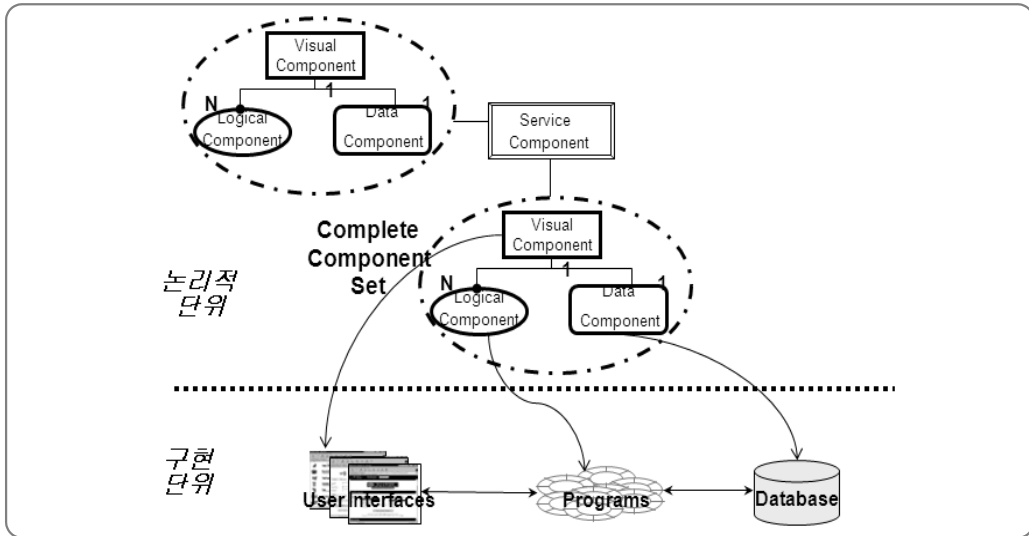 Visual
Component
1
N
1
Logical
Component
Data
Component
Service
Component
Complete
Component
Set
Visual
Component
1
N
1
Logical
Component
Data
Component
논리적
단위
구현
단위
User Interfaces
Programs
Database